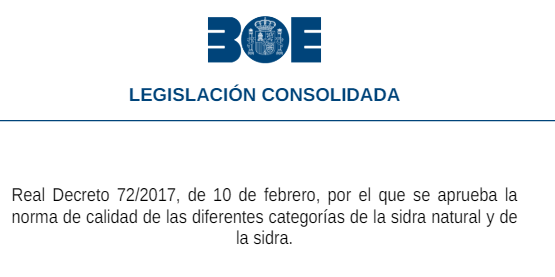 BOE
LEGISLACIÓN CONSOLIDADA
Real Decreto 72/2017, de 10 de febrero, por el que se aprueba la
norma de calidad de las diferentes categorías de la sidra natural y de
la sidra.